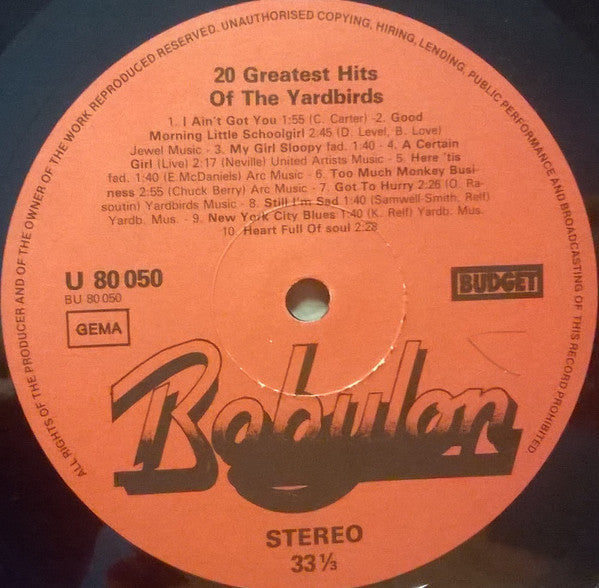 ALL RIGHTS OF THE PRODUCER AND OF THE OWNER OF THE WORK REPRODUCED RESERVED. UNAUTHORISED COPYING, HIRING, LENDING, PUBLIC PERFORMANCE AND BROADCASTING OF THIS RECORD PROHIBITED
20 Greatest Hits
Of The Yardbirds
1. I Ain't Got You 1:55 (C. Carter) -2. Good
Morning Little Schoolgirl 2:45 (D. Level, B. Love)
Jewel Music - 3. My Girl Sloopy fad. 1:40 - 4. A Certain
Girl (Live) 2:17 (Neville) United Artists Music - 5. Here 'tis
fad. 1:40 (E.McDaniels) Arc Music - 6. Too Much Monkey Busi-
ness 2:55 (Chuck Berry) Arc Music - 7. Got To Hurry 2:26 (O. Ra-
soutin) Yardbirds Music - 8. Still I'm Sad 1:40 (Samwell-Smith, Relf)
Yardb. Mus. - 9. New York City Blues 1:40 (K. Relf) Yardb. Mus.
10. Heart Full Of soul 2:28
U 80 050
BU 80 050
GEMA
BUDGET
Babylon
STEREO
33 ⅓